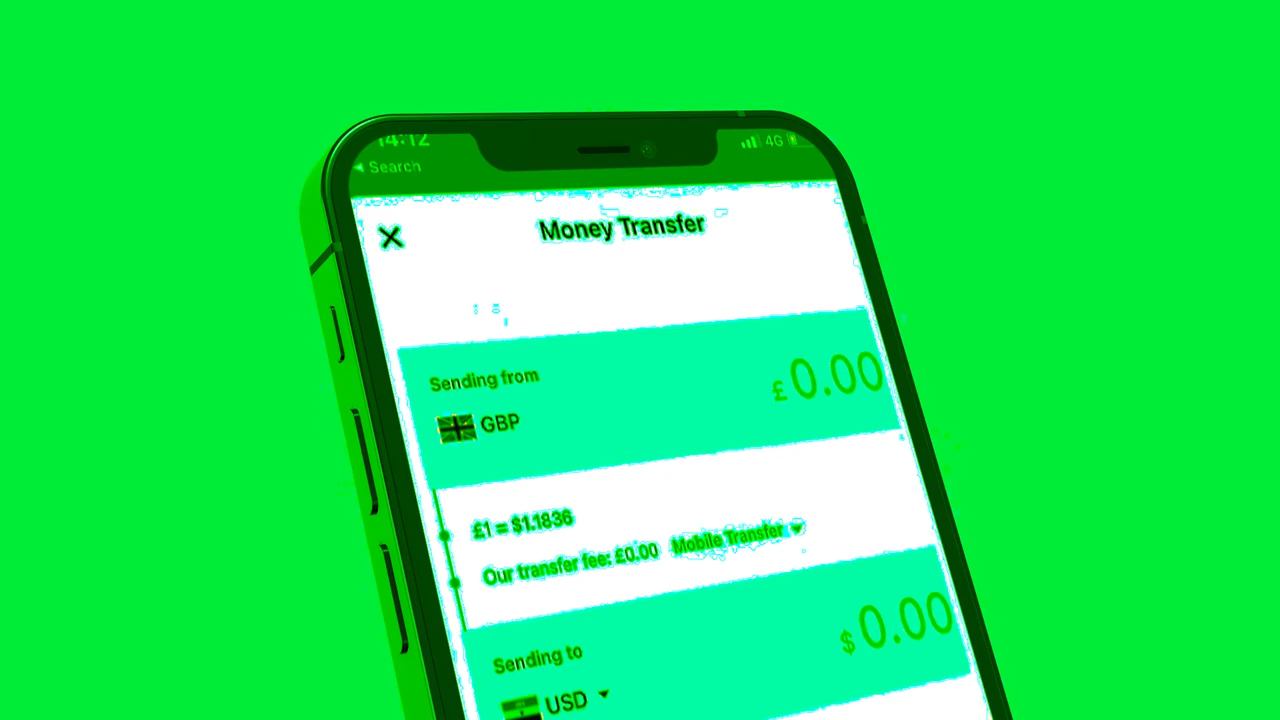 14:12
4G
Search
Money Transfer
Sending from
£ 0.00
GBP
£1 = $1.1836
Our transfer fee: £0.00 Mobile Transfer
$ 0.00
Sending to
USD